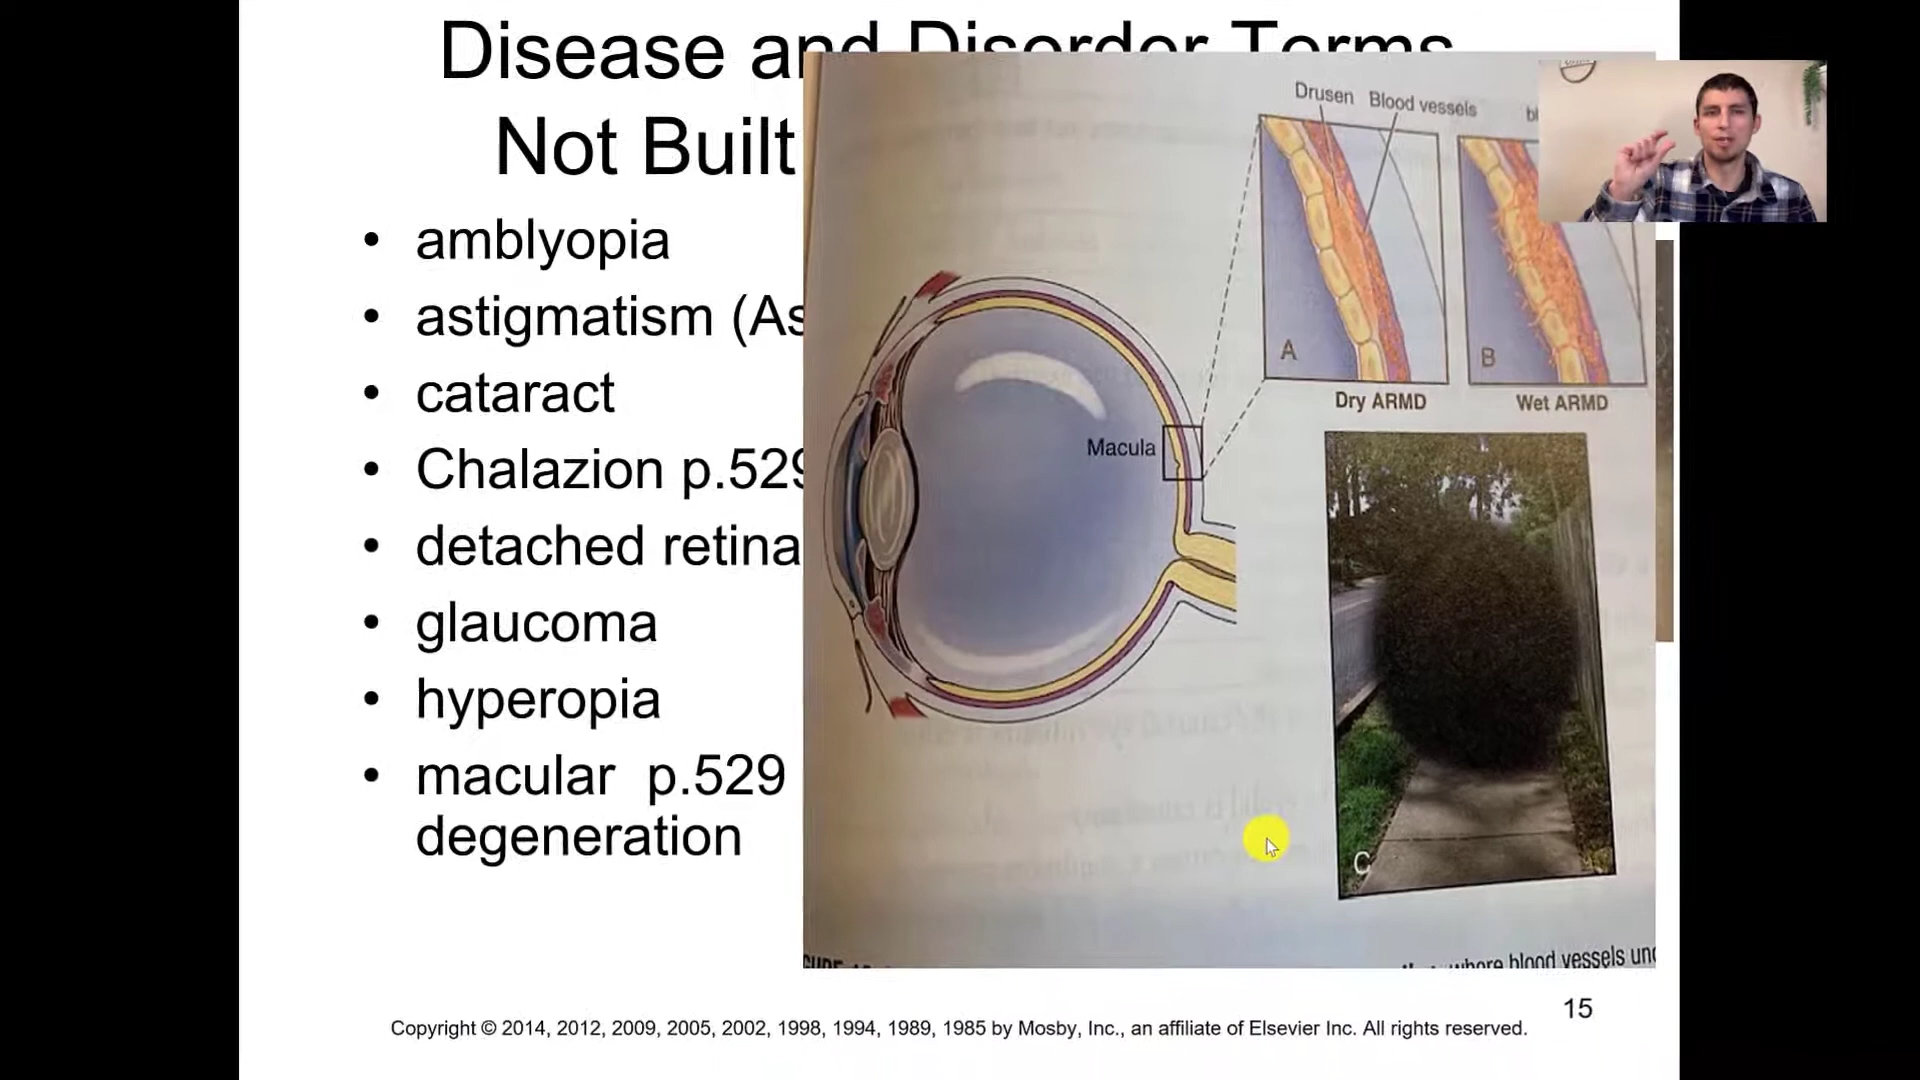 Disease and Disorder Terms
Not Built
• amblyopia
• astigmatism (As
• cataract
• Chalazion p.529
• detached retina
• glaucoma
• hyperopia
• macular p.529
degeneration
Drusen Blood vessels
bl
A
B
Dry ARMD
Wet ARMD
Macula
C
where blood vessels und
15
Copyright © 2014, 2012, 2009, 2005, 2002, 1998, 1994, 1989, 1985 by Mosby, Inc., an affiliate of Elsevier Inc. All rights reserved.